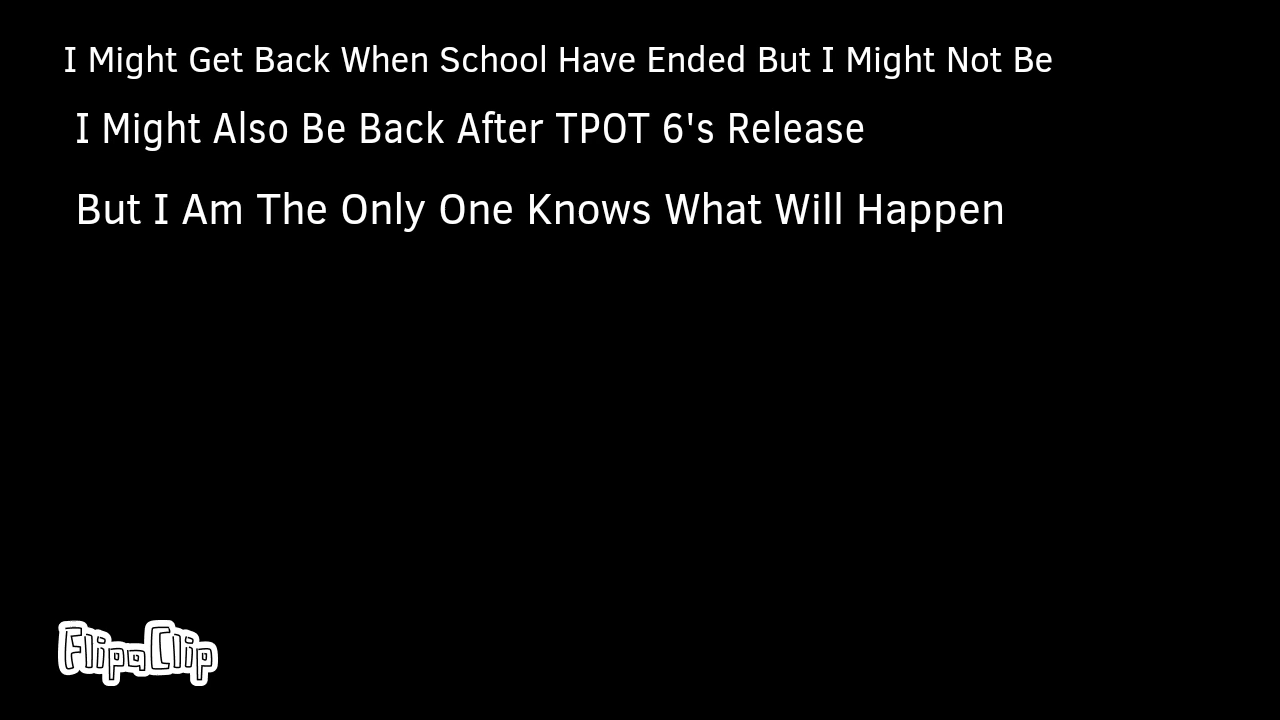 I Might Get Back When School Have Ended But I Might Not Be
I Might Also Be Back After TPOT 6's Release
But I Am The Only One Knows What Will Happen
FlipaClip